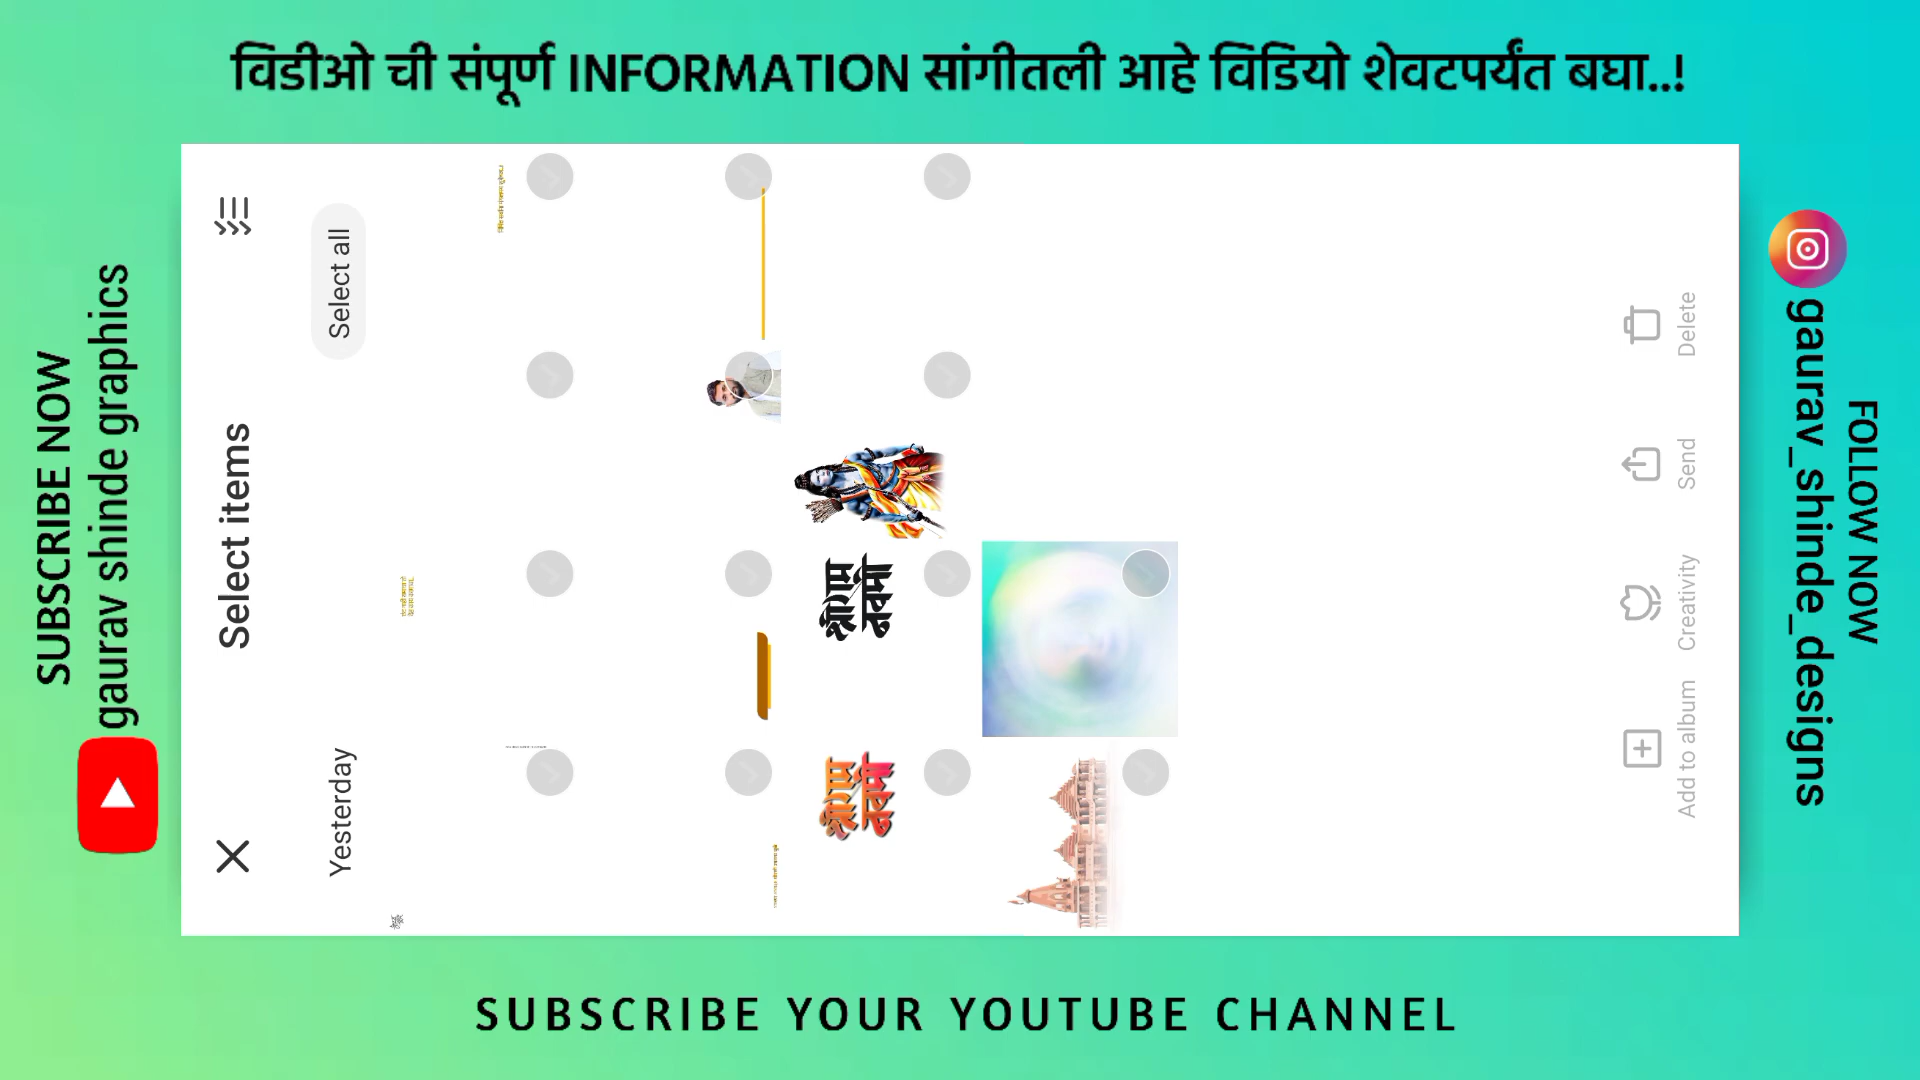 विडीओ ची संपूर्ण INFORMATION सांगीतली आहे विडियो शेवटपर्यंत बघा..!
SUBSCRIBE NOW
gaurav shinde graphics
Select items
Select all
Yesterday
श्रीराम
नवमी
श्रीराम
नवमी
Delete
Send
Creativity
Add to album
FOLLOW NOW
gaurav_shinde_designs
SUBSCRIBE YOUR YOUTUBE CHANNEL